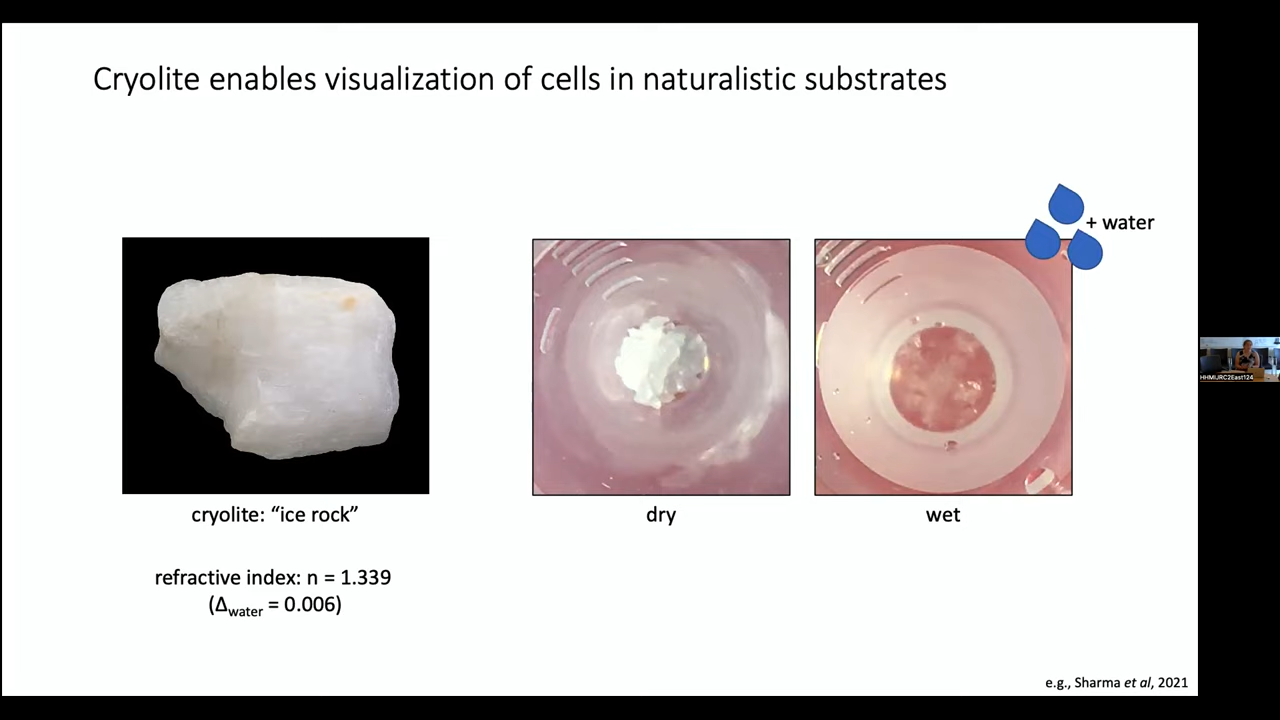 Cryolite enables visualization of cells in naturalistic substrates
+ water
cryolite: “ice rock”
dry
wet
refractive index: n = 1.339
(Δwater = 0.006)
e.g., Sharma et al, 2021
HHMIJRC2East124